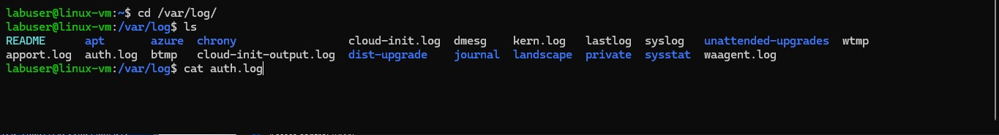 labuser@linux-vm:~$ cd /var/log/
labuser@linux-vm:/var/log$ ls
README apt azure chrony cloud-init.log dmesg kern.log lastlog syslog unattended-upgrades wtmp
apport.log auth.log btmp cloud-init-output.log dist-upgrade journal landscape private sysstat waagent.log
labuser@linux-vm:/var/log$ cat auth.log